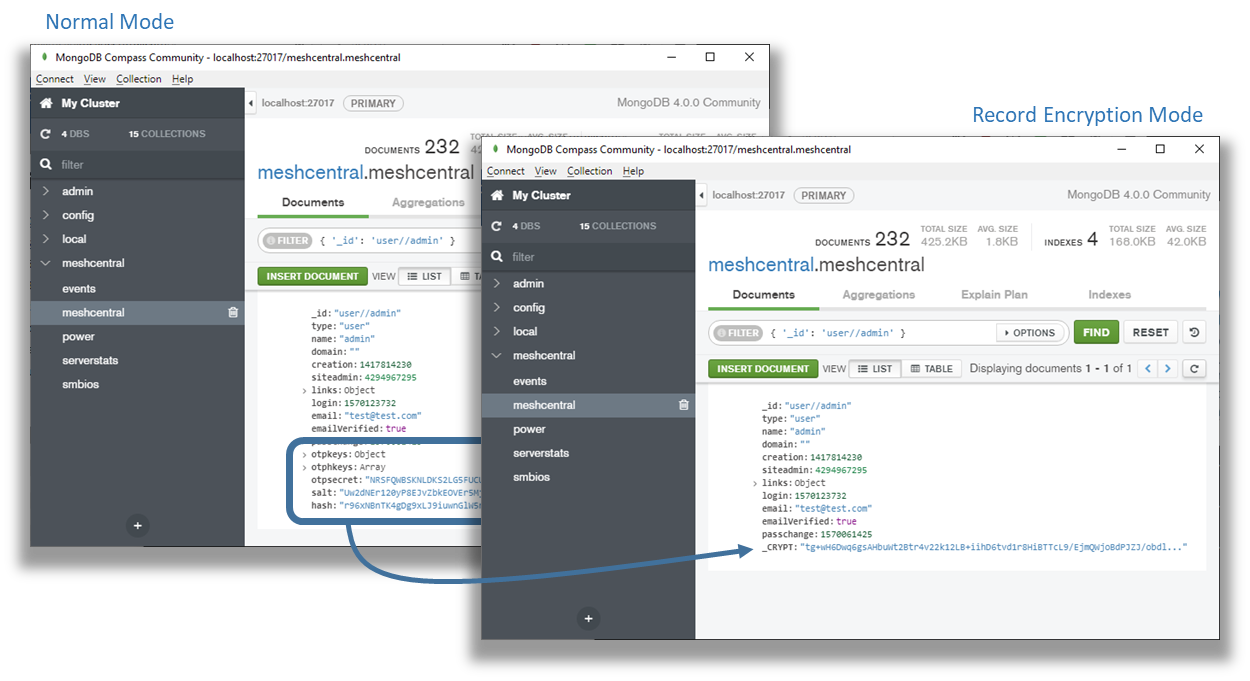 Normal Mode
MongoDB Compass Community - localhost:27017/meshcentral.meshcentral
Connect View Collection Help
My Cluster
localhost:27017 PRIMARY
MongoDB 4.0.0 Community
4 DBS 15 COLLECTIONS
filter
DOCUMENTS 232 TOTAL SIZE AVG. SIZE TOTAL SIZE AVG. SIZE
meshcentral.meshcentral
Documents Aggregations
FILTER { '_id': 'user//admin' }
INSERT DOCUMENT VIEW LIST
admin
config
local
meshcentral
events
meshcentral
power
serverstats
smbios
_id: "user//admin"
type: "user"
name: "admin"
domain: ""
creation: 1417814230
siteadmin: 4294967295
links: Object
login: 1570123732
email: "test@test.com"
emailVerified: true
otpkeys: Object
otphkeys: Array
otpsecret:
salt:
hash:
Record Encryption Mode
MongoDB Compass Community - localhost:27017/meshcentral.meshcentral
Connect View Collection Help
My Cluster
localhost:27017 PRIMARY
MongoDB 4.0.0 Community
4 DBS 15 COLLECTIONS
filter
DOCUMENTS 232 TOTAL SIZE 425.2KB AVG. SIZE 1.8KB INDEXES 4 TOTAL SIZE 168.0KB AVG. SIZE 42.0KB
meshcentral.meshcentral
Documents Aggregations Explain Plan Indexes
FILTER { '_id': 'user//admin' } OPTIONS FIND RESET
INSERT DOCUMENT VIEW LIST TABLE Displaying documents 1 - 1 of 1
admin
config
local
meshcentral
events
meshcentral
power
serverstats
smbios
_id: "user//admin"
type: "user"
name: "admin"
domain: ""
creation: 1417814230
siteadmin: 4294967295
links: Object
login: 1570123732
email: "test@test.com"
emailVerified: true
passchange: 1570061425
_CRYPT: "tg+wH6Dwq6gsAHbuWt2Btr4v22k12LB+iihD6tvd1r8HiBTTcL9/EjmQWjoBdPJZJ/obdl..."